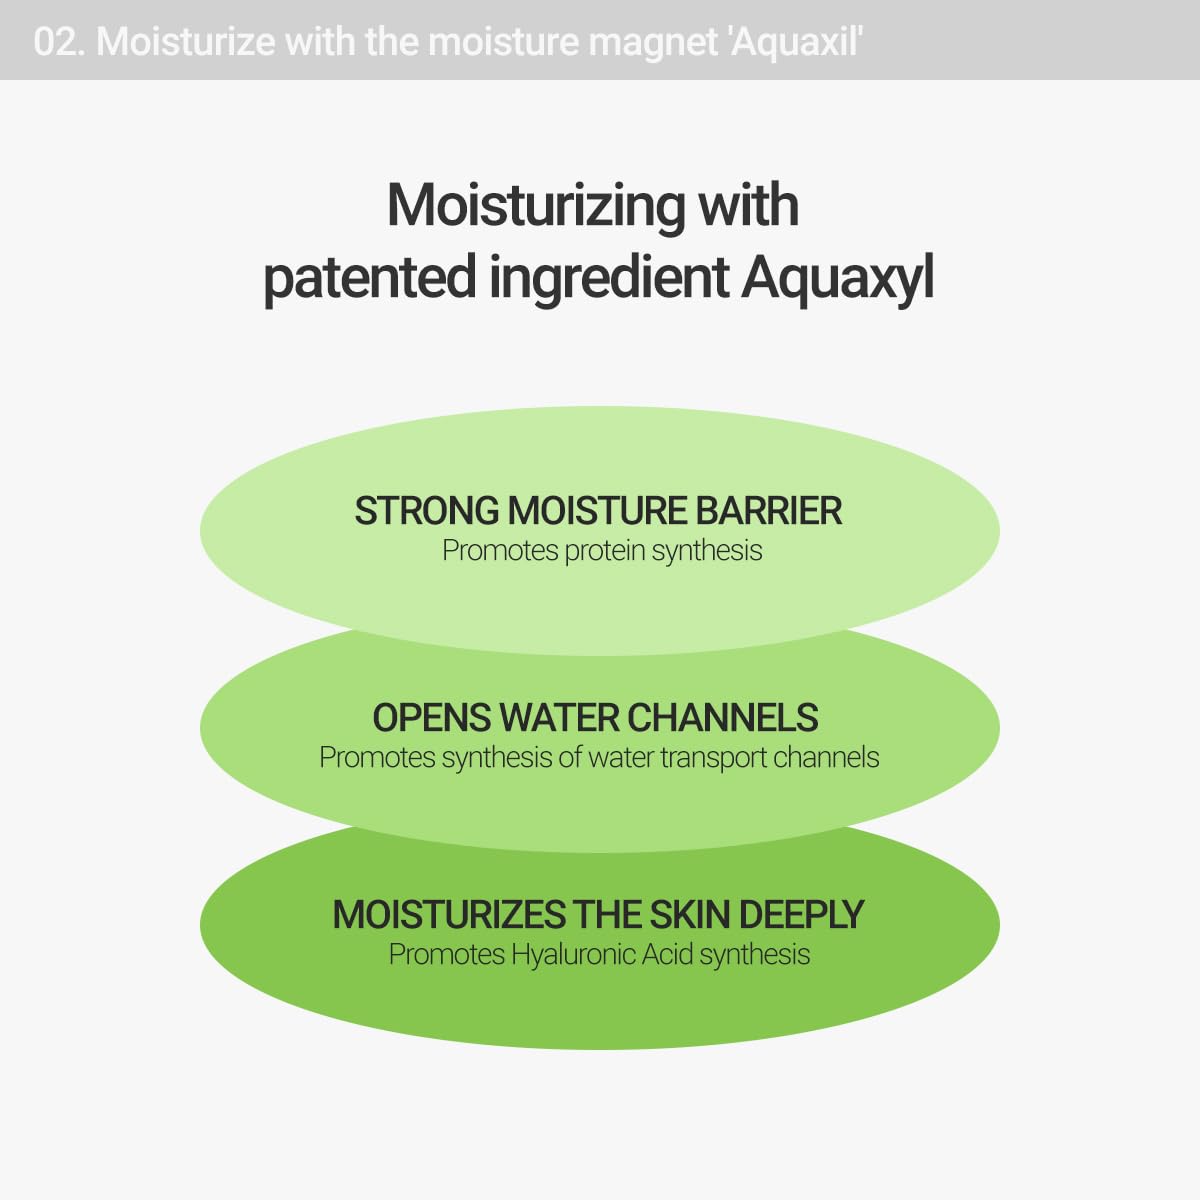 02. Moisturize with the moisture magnet 'Aquaxil'
Moisturizing with
patented ingredient Aquaxyl
STRONG MOISTURE BARRIER
Promotes protein synthesis
OPENS WATER CHANNELS
Promotes synthesis of water transport channels
MOISTURIZES THE SKIN DEEPLY
Promotes Hyaluronic Acid synthesis